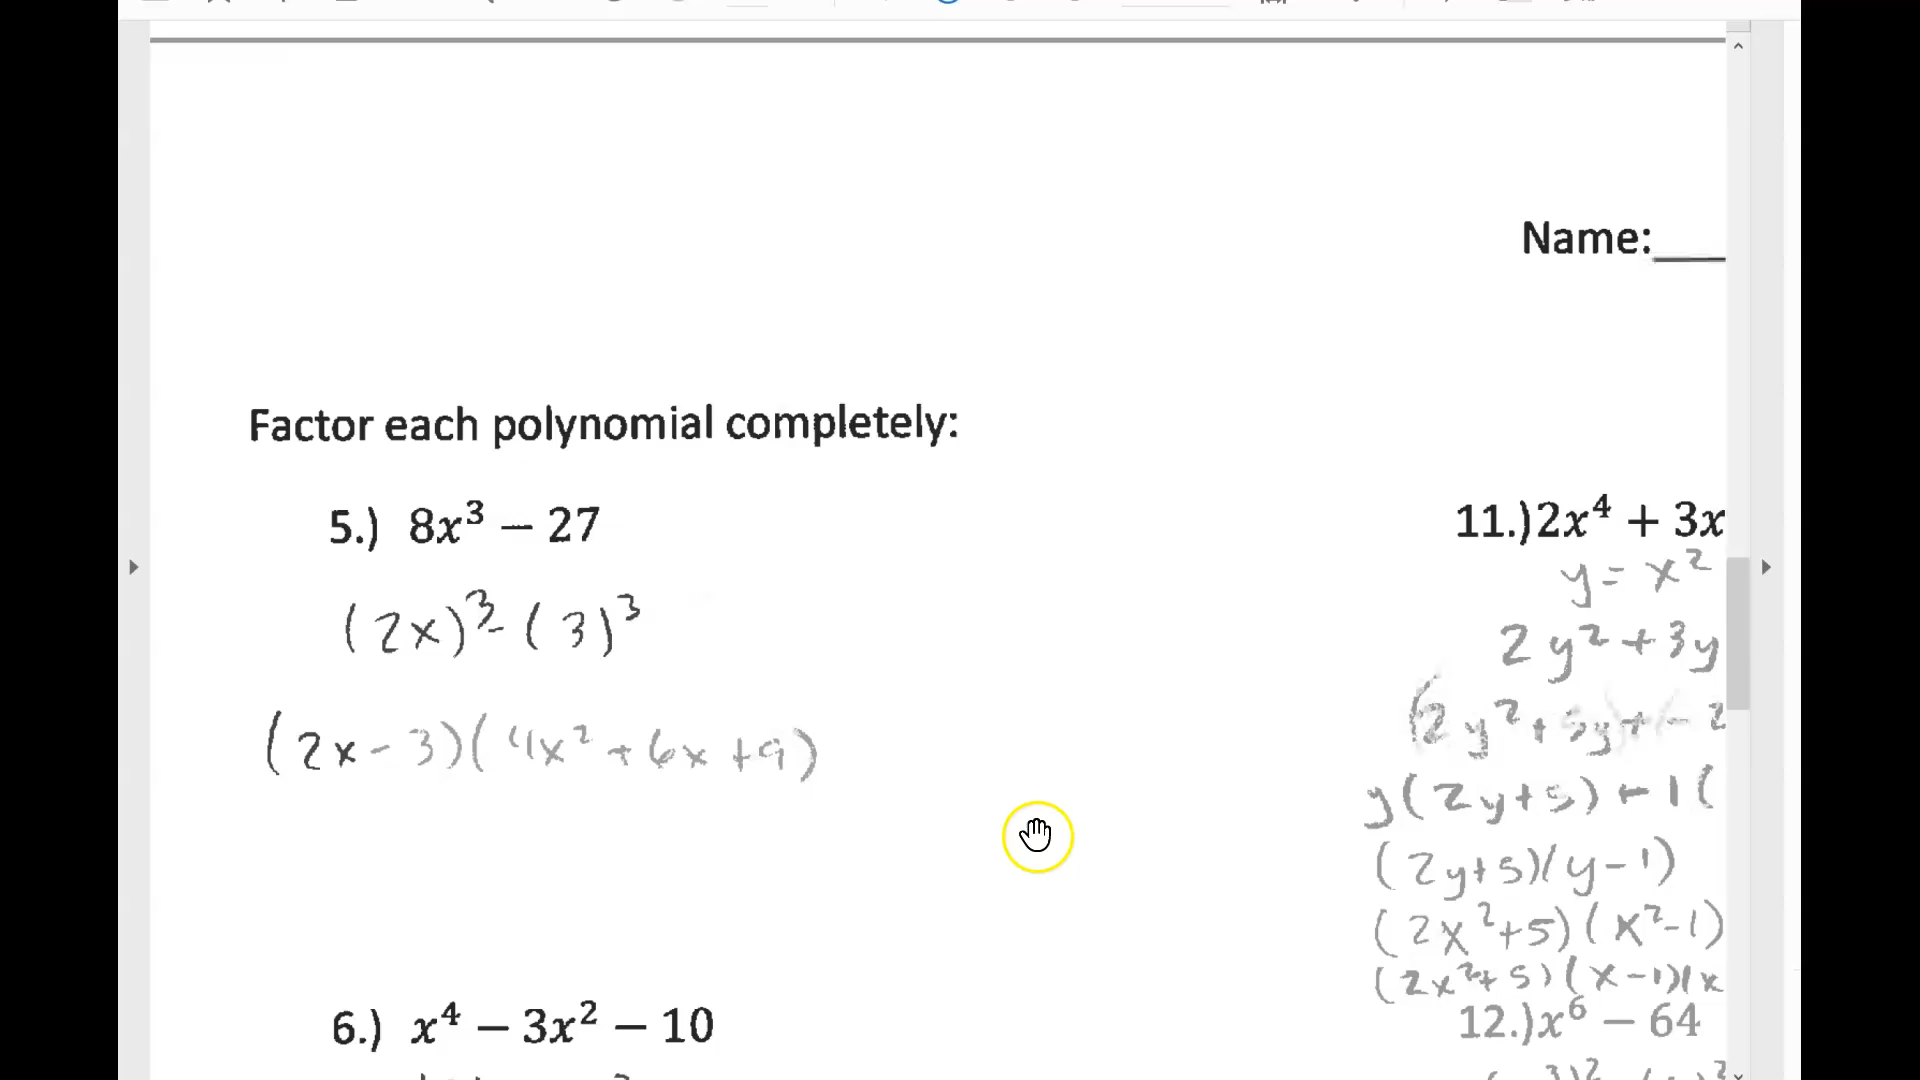 Name:____
Factor each polynomial completely:
5.) 8x³ − 27
(2x)³ - (3)³
(2x - 3)(4x² + 6x + 9)
6.) x⁴ − 3x² − 10
11.)2x⁴ + 3x
y = x²
2y² + 3y
y(2y+5) - 1(
(2y+5)(y-1)
(2x²+5)(x²-1)
(2x²+5)(x-1)(x
12.)x⁶ − 64